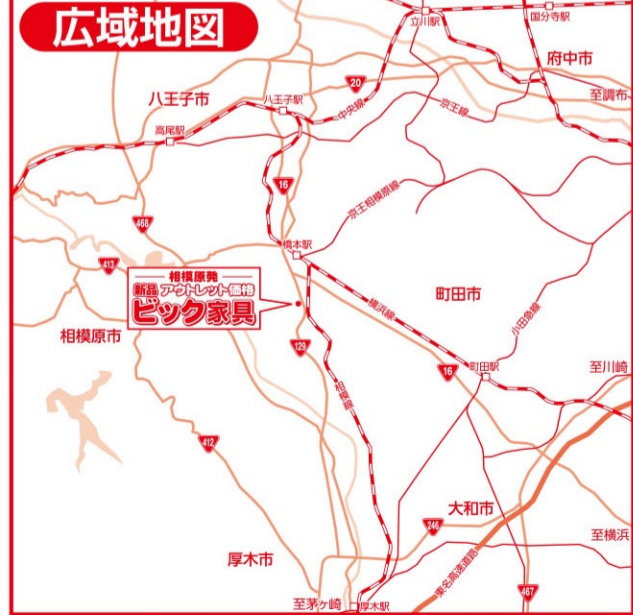 広域地図
立川駅
国分寺駅
府中市
20
八王子市
八王子駅
中央線
京王線
至調布
高尾駅
16
京王相模原線
468
橋本駅
413
相模原発
新品 アウトレット価格
ビック家具
町田市
横浜線
小田急線
相模原市
129
16
町田駅
至川崎
相模線
412
大和市
246
至横浜
厚木市
東名高速道路
467
至茅ヶ崎
厚木駅